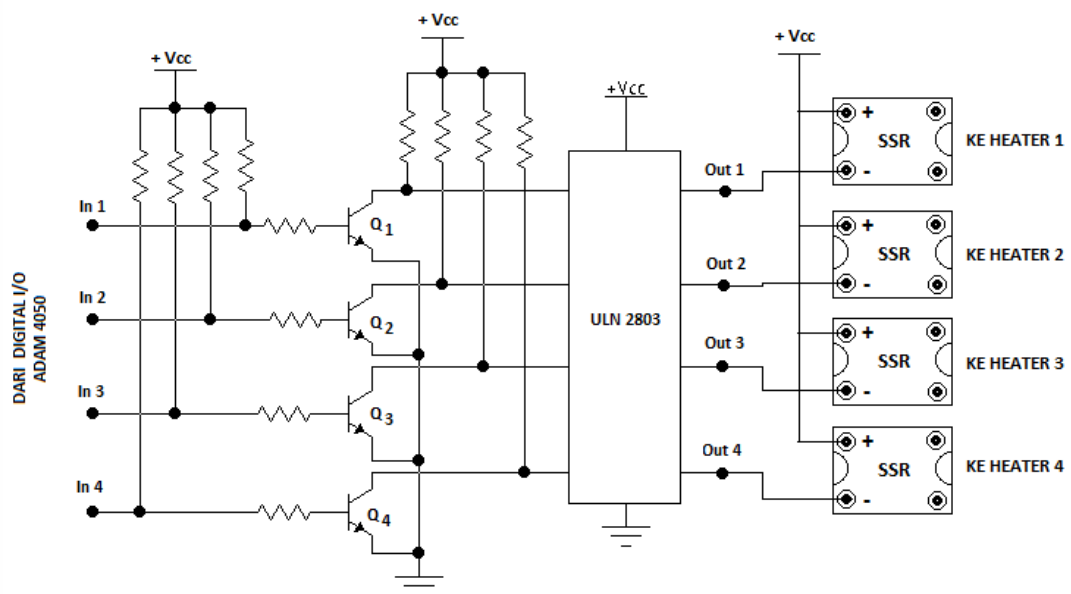 + Vcc
+ Vcc
+Vcc
+ Vcc
DARI DIGITAL I/O
ADAM 4050
In 1
In 2
In 3
In 4
Q1
Q2
Q3
Q4
ULN 2803
Out 1
Out 2
Out 3
Out 4
+
SSR
-
KE HEATER 1
+
SSR
-
KE HEATER 2
+
SSR
-
KE HEATER 3
+
SSR
-
KE HEATER 4